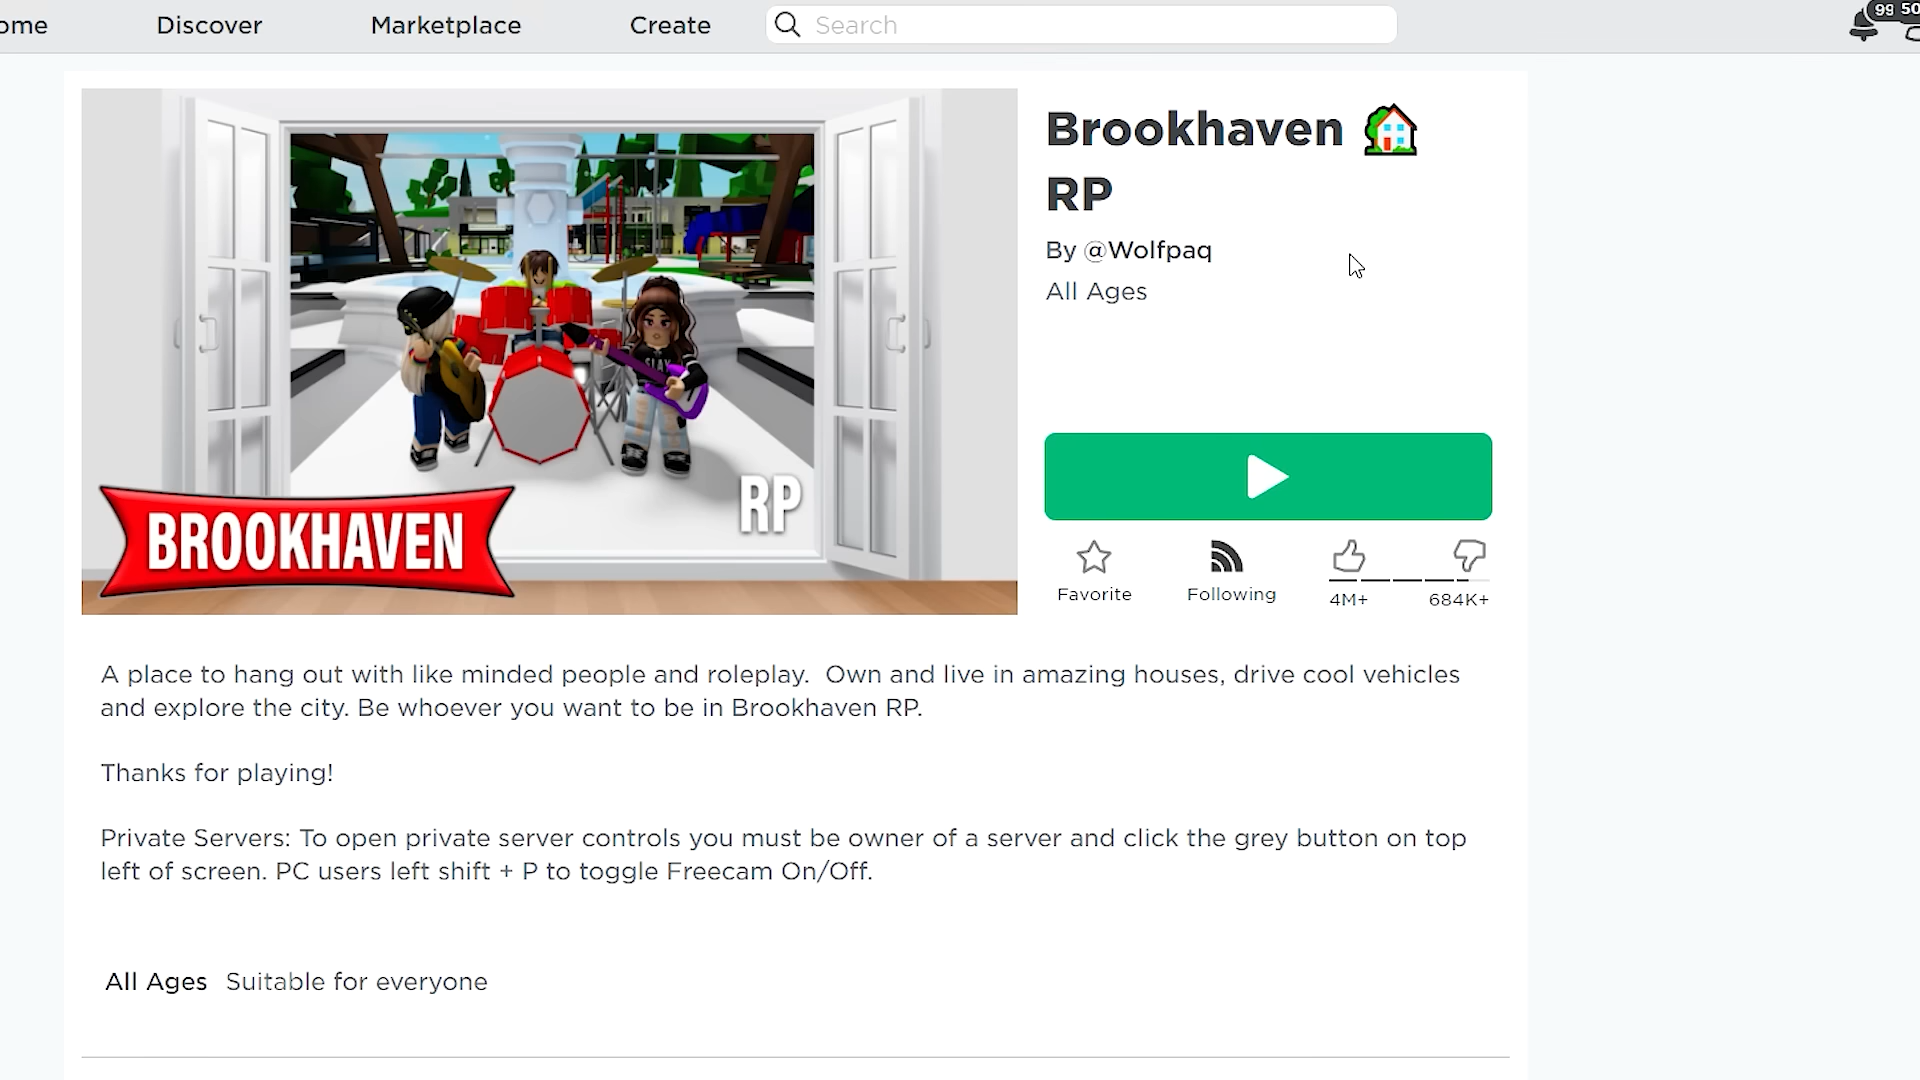 ome Discover Marketplace Create Search 99 50
Brookhaven 🏡
RP
By @Wolfpaq
All Ages
SLAY
RP
BROOKHAVEN
Favorite Following 4M+ 684K+
A place to hang out with like minded people and roleplay.  Own and live in amazing houses, drive cool vehicles
and explore the city. Be whoever you want to be in Brookhaven RP.
Thanks for playing!
Private Servers: To open private server controls you must be owner of a server and click the grey button on top
left of screen. PC users left shift + P to toggle Freecam On/Off.
All Ages Suitable for everyone